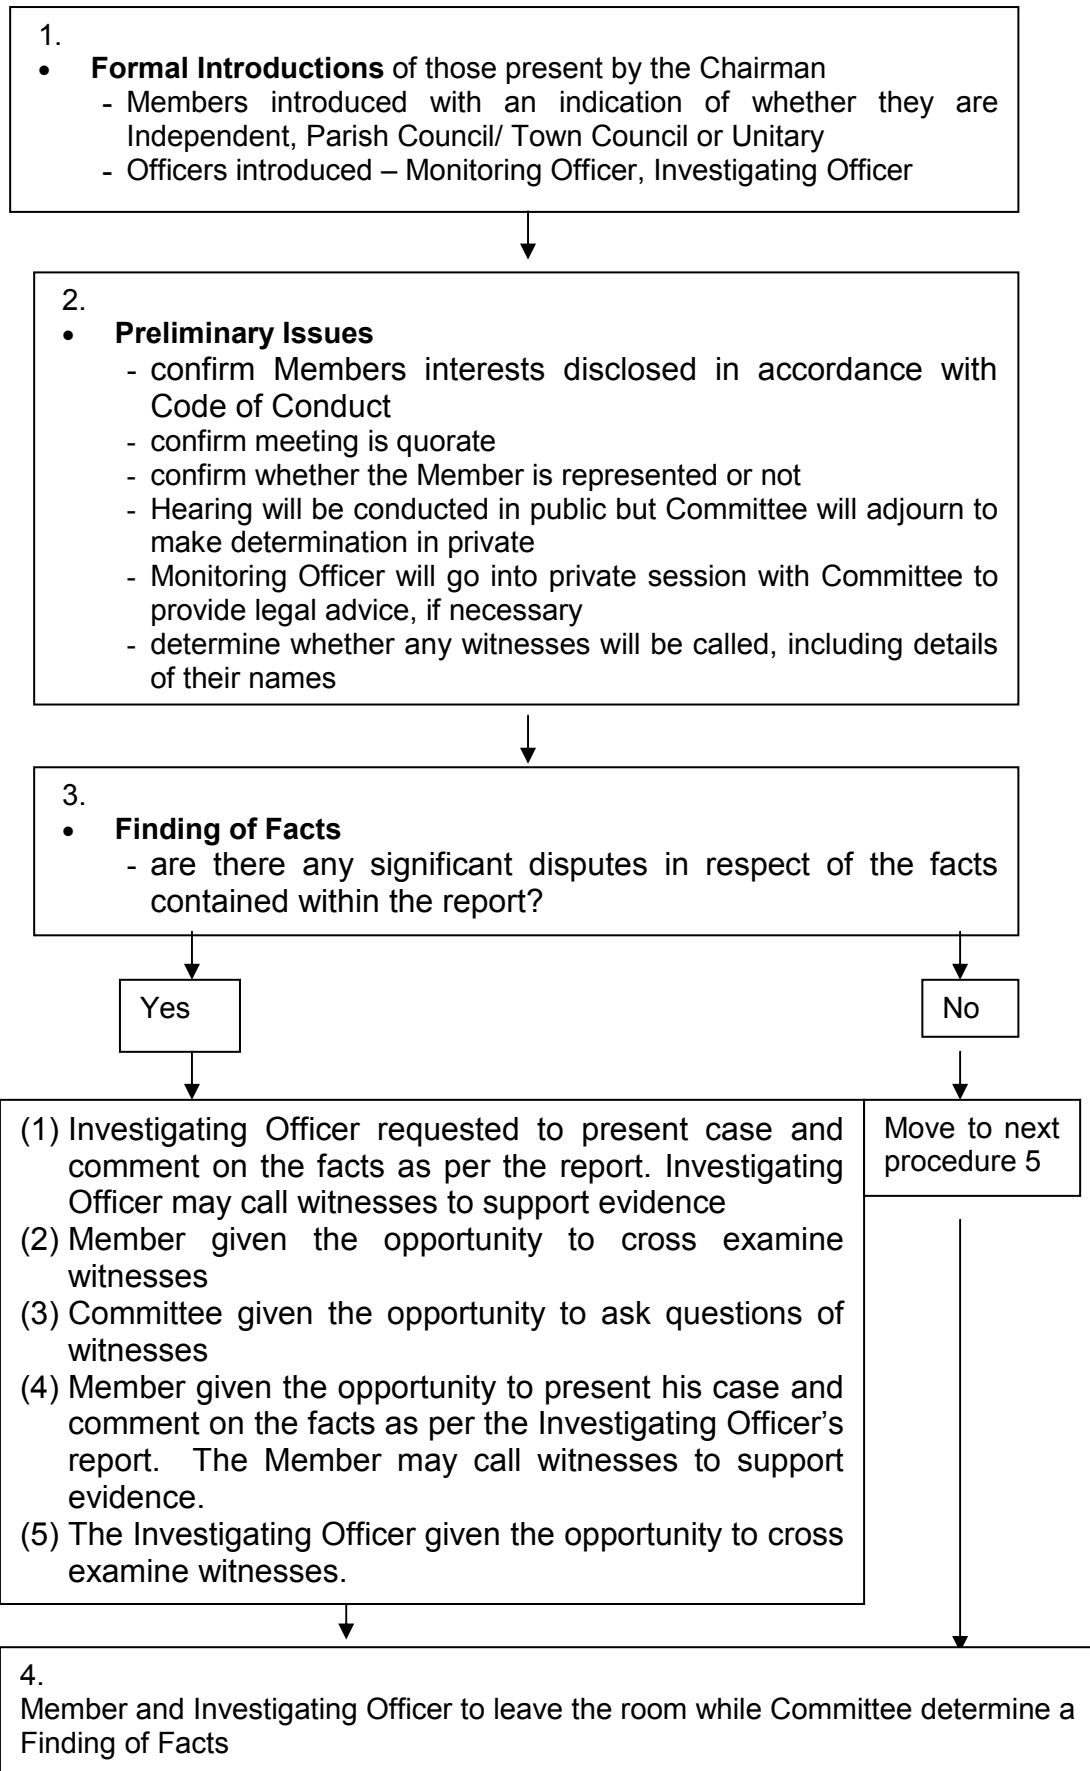 1.
• Formal Introductions of those present by the Chairman
- Members introduced with an indication of whether they are
Independent, Parish Council/ Town Council or Unitary
- Officers introduced – Monitoring Officer, Investigating Officer
2.
• Preliminary Issues
- confirm Members interests disclosed in accordance with
Code of Conduct
- confirm meeting is quorate
- confirm whether the Member is represented or not
- Hearing will be conducted in public but Committee will adjourn to
make determination in private
- Monitoring Officer will go into private session with Committee to
provide legal advice, if necessary
- determine whether any witnesses will be called, including details
of their names
3.
• Finding of Facts
- are there any significant disputes in respect of the facts
contained within the report?
Yes
No
(1) Investigating Officer requested to present case and
comment on the facts as per the report. Investigating
Officer may call witnesses to support evidence
(2) Member given the opportunity to cross examine
witnesses
(3) Committee given the opportunity to ask questions of
witnesses
(4) Member given the opportunity to present his case and
comment on the facts as per the Investigating Officer’s
report. The Member may call witnesses to support
evidence.
(5) The Investigating Officer given the opportunity to cross
examine witnesses.
Move to next
procedure 5
4.
Member and Investigating Officer to leave the room while Committee determine a
Finding of Facts